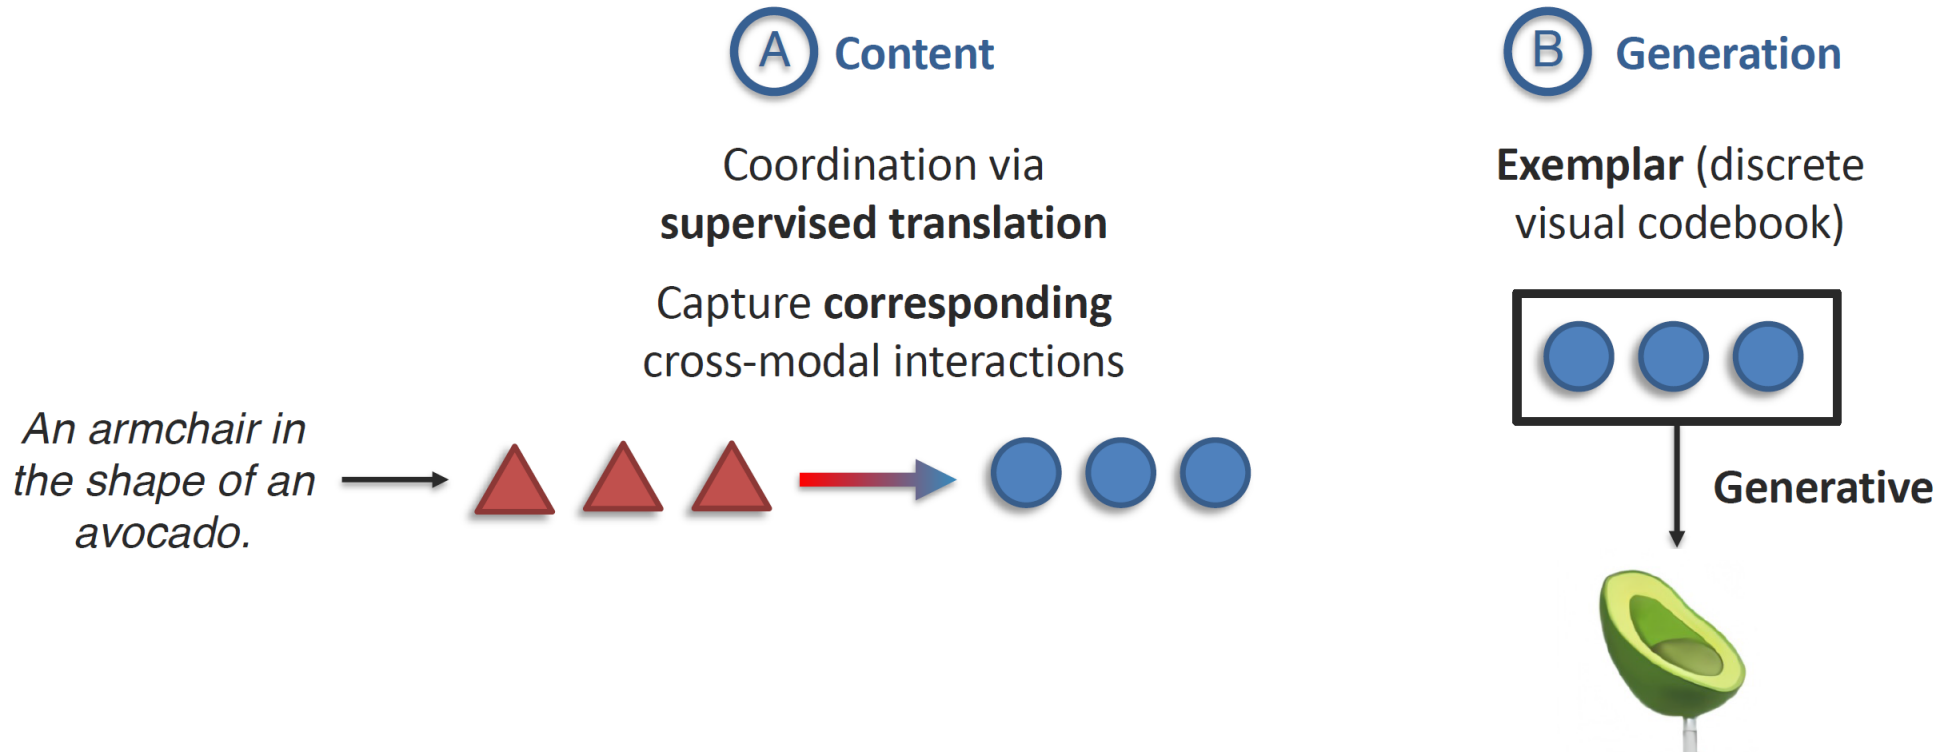 A Content
Coordination via
supervised translation
Capture corresponding
cross-modal interactions
An armchair in
the shape of an
avocado.
B Generation
Exemplar (discrete
visual codebook)
Generative